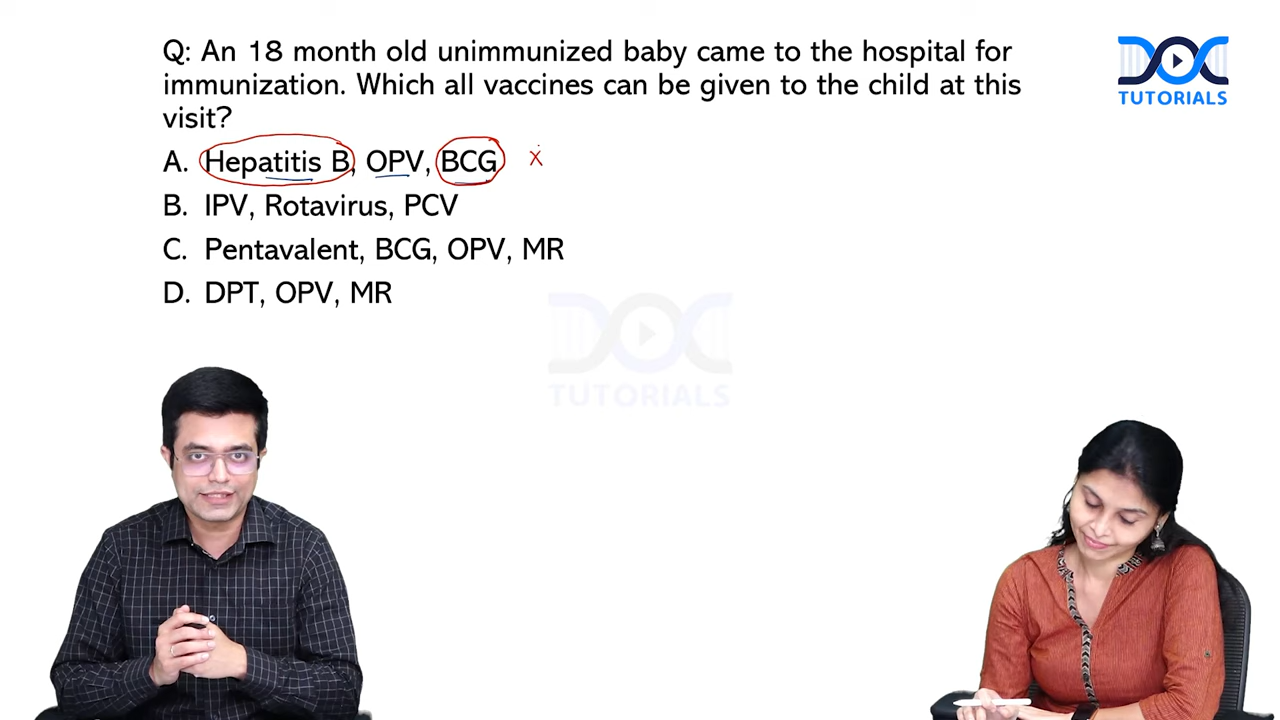 Q: An 18 month old unimmunized baby came to the hospital for
immunization. Which all vaccines can be given to the child at this
visit?
A. Hepatitis B, OPV, BCG x
B. IPV, Rotavirus, PCV
C. Pentavalent, BCG, OPV, MR
D. DPT, OPV, MR
DOC
TUTORIALS
DOC
TUTORIALS